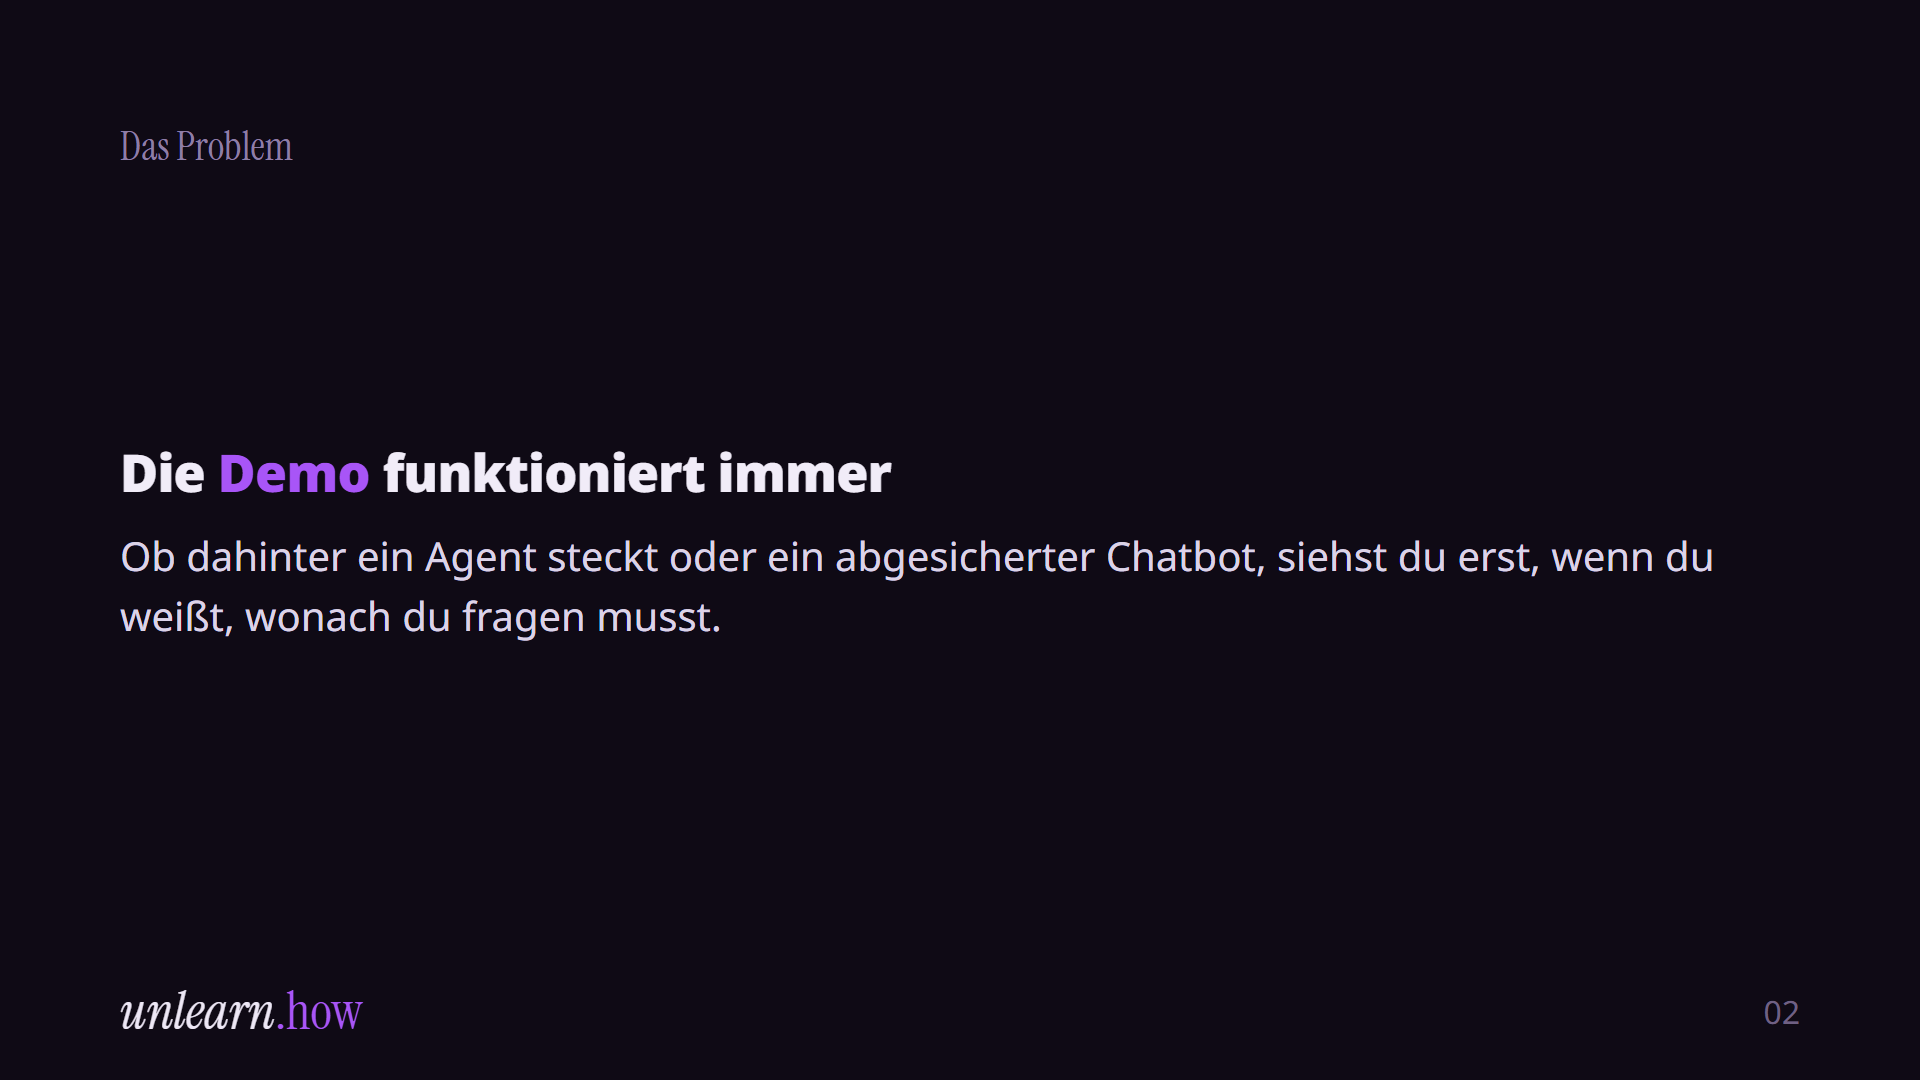 Das Problem
Die Demo funktioniert immer
Ob dahinter ein Agent steckt oder ein abgesicherter Chatbot, siehst du erst, wenn du
weißt, wonach du fragen musst.
unlearn.how
02